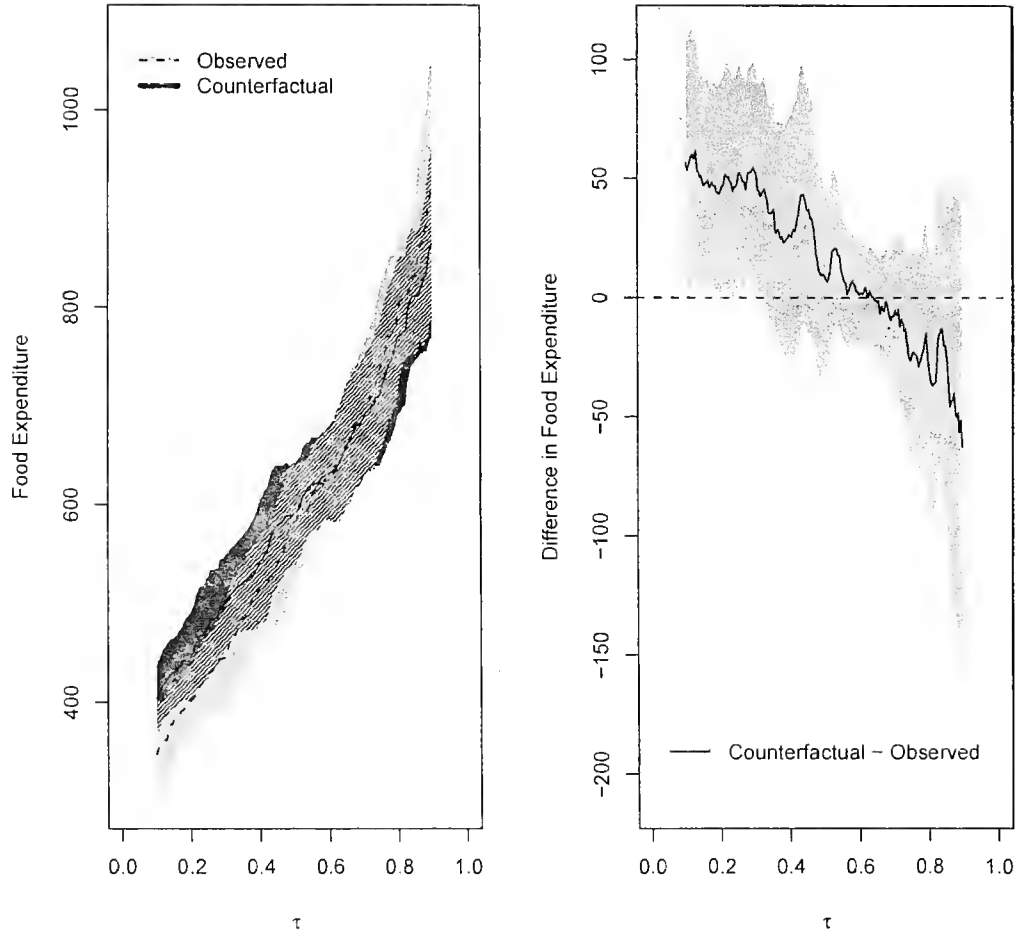 Observed
Counterfactual
Food Expenditure
1000
800
600
400
0.0 0.2 0.4 0.6 0.8 1.0
τ
Difference in Food Expenditure
100
50
0
−50
−100
−150
−200
Counterfactual − Observed
0.0 0.2 0.4 0.6 0.8 1.0
τ